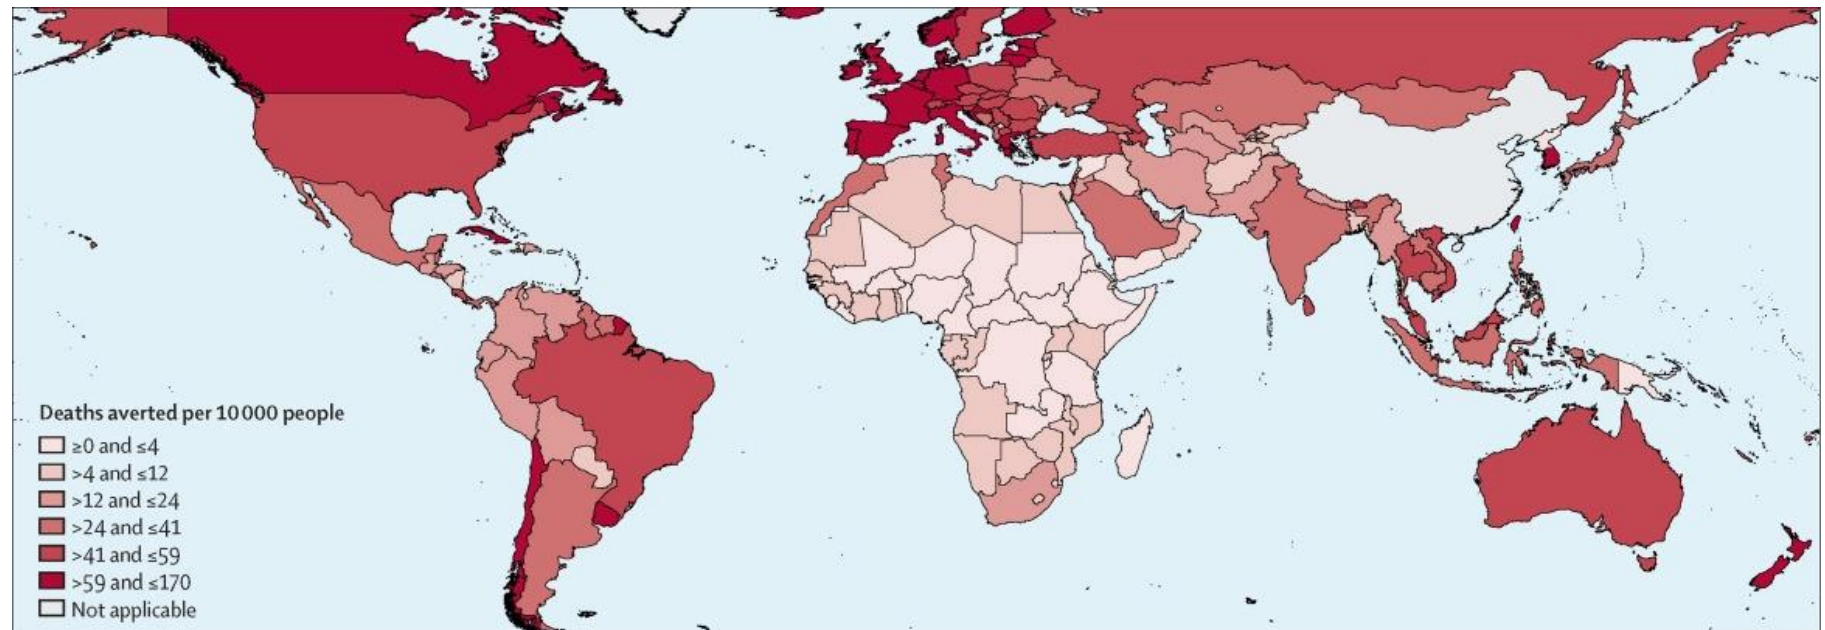 Deaths averted per 10 000 people
≥0 and ≤4
>4 and ≤12
>12 and ≤24
>24 and ≤41
>41 and ≤59
>59 and ≤170
Not applicable